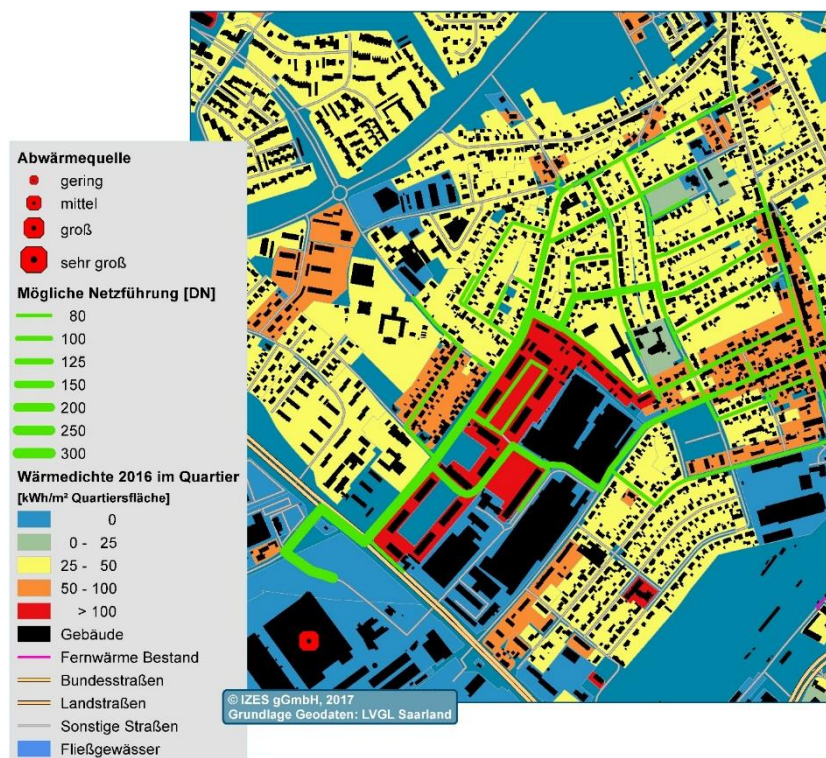 Abwärmequelle
gering
mittel
groß
sehr groß
Mögliche Netzführung [DN]
80
100
125
150
200
250
300
Wärmedichte 2016 im Quartier
[kWh/m² Quartiersfläche]
0
0 - 25
25 - 50
50 - 100
> 100
Gebäude
Fernwärme Bestand
Bundesstraßen
Landstraßen
Sonstige Straßen
Fließgewässer
© IZES gGmbH, 2017
Grundlage Geodaten: LVGL Saarland